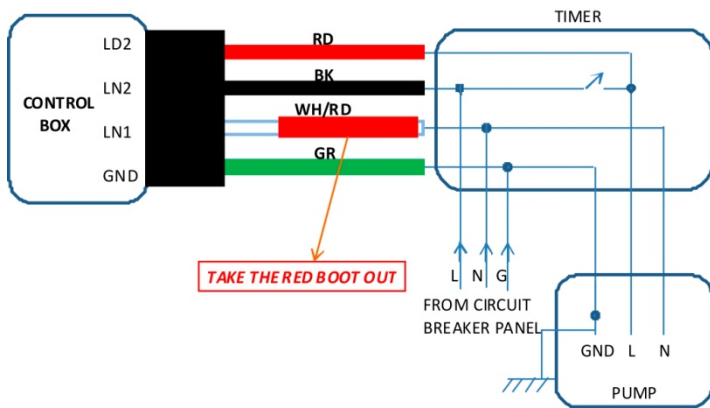 TIMER
RD
LD2
BK
LN2
CONTROL
BOX
WH/RD
LN1
GR
GND
TAKE THE RED BOOT OUT
L N G
FROM CIRCUIT
BREAKER PANEL
GND L N
PUMP